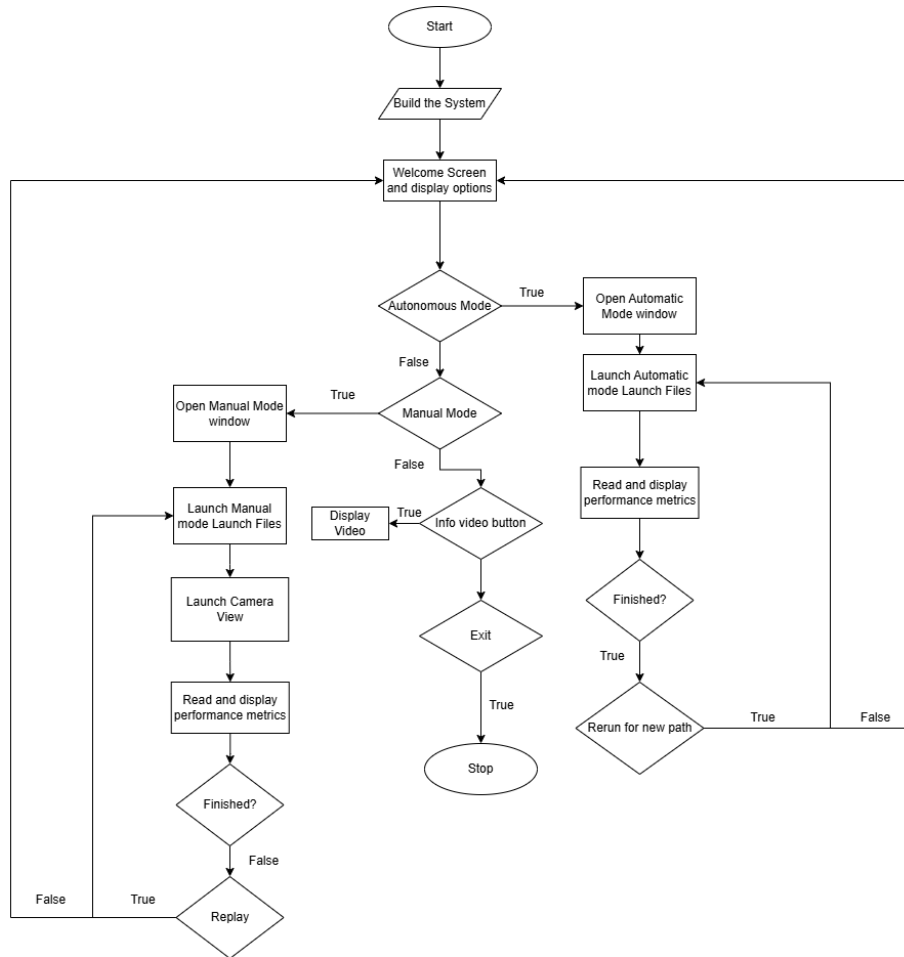 Start
Build the System
Welcome Screen
and display options
Autonomous Mode
True
Open Automatic
Mode window
False
Launch Automatic
mode Launch Files
True
Open Manual Mode
window
Manual Mode
False
Read and display
performance metrics
Launch Manual
mode Launch Files
Display
Video
True
Info video button
Launch Camera
View
Finished?
Exit
True
Read and display
performance metrics
True
Rerun for new path
True
False
Stop
Finished?
False
False
True
Replay